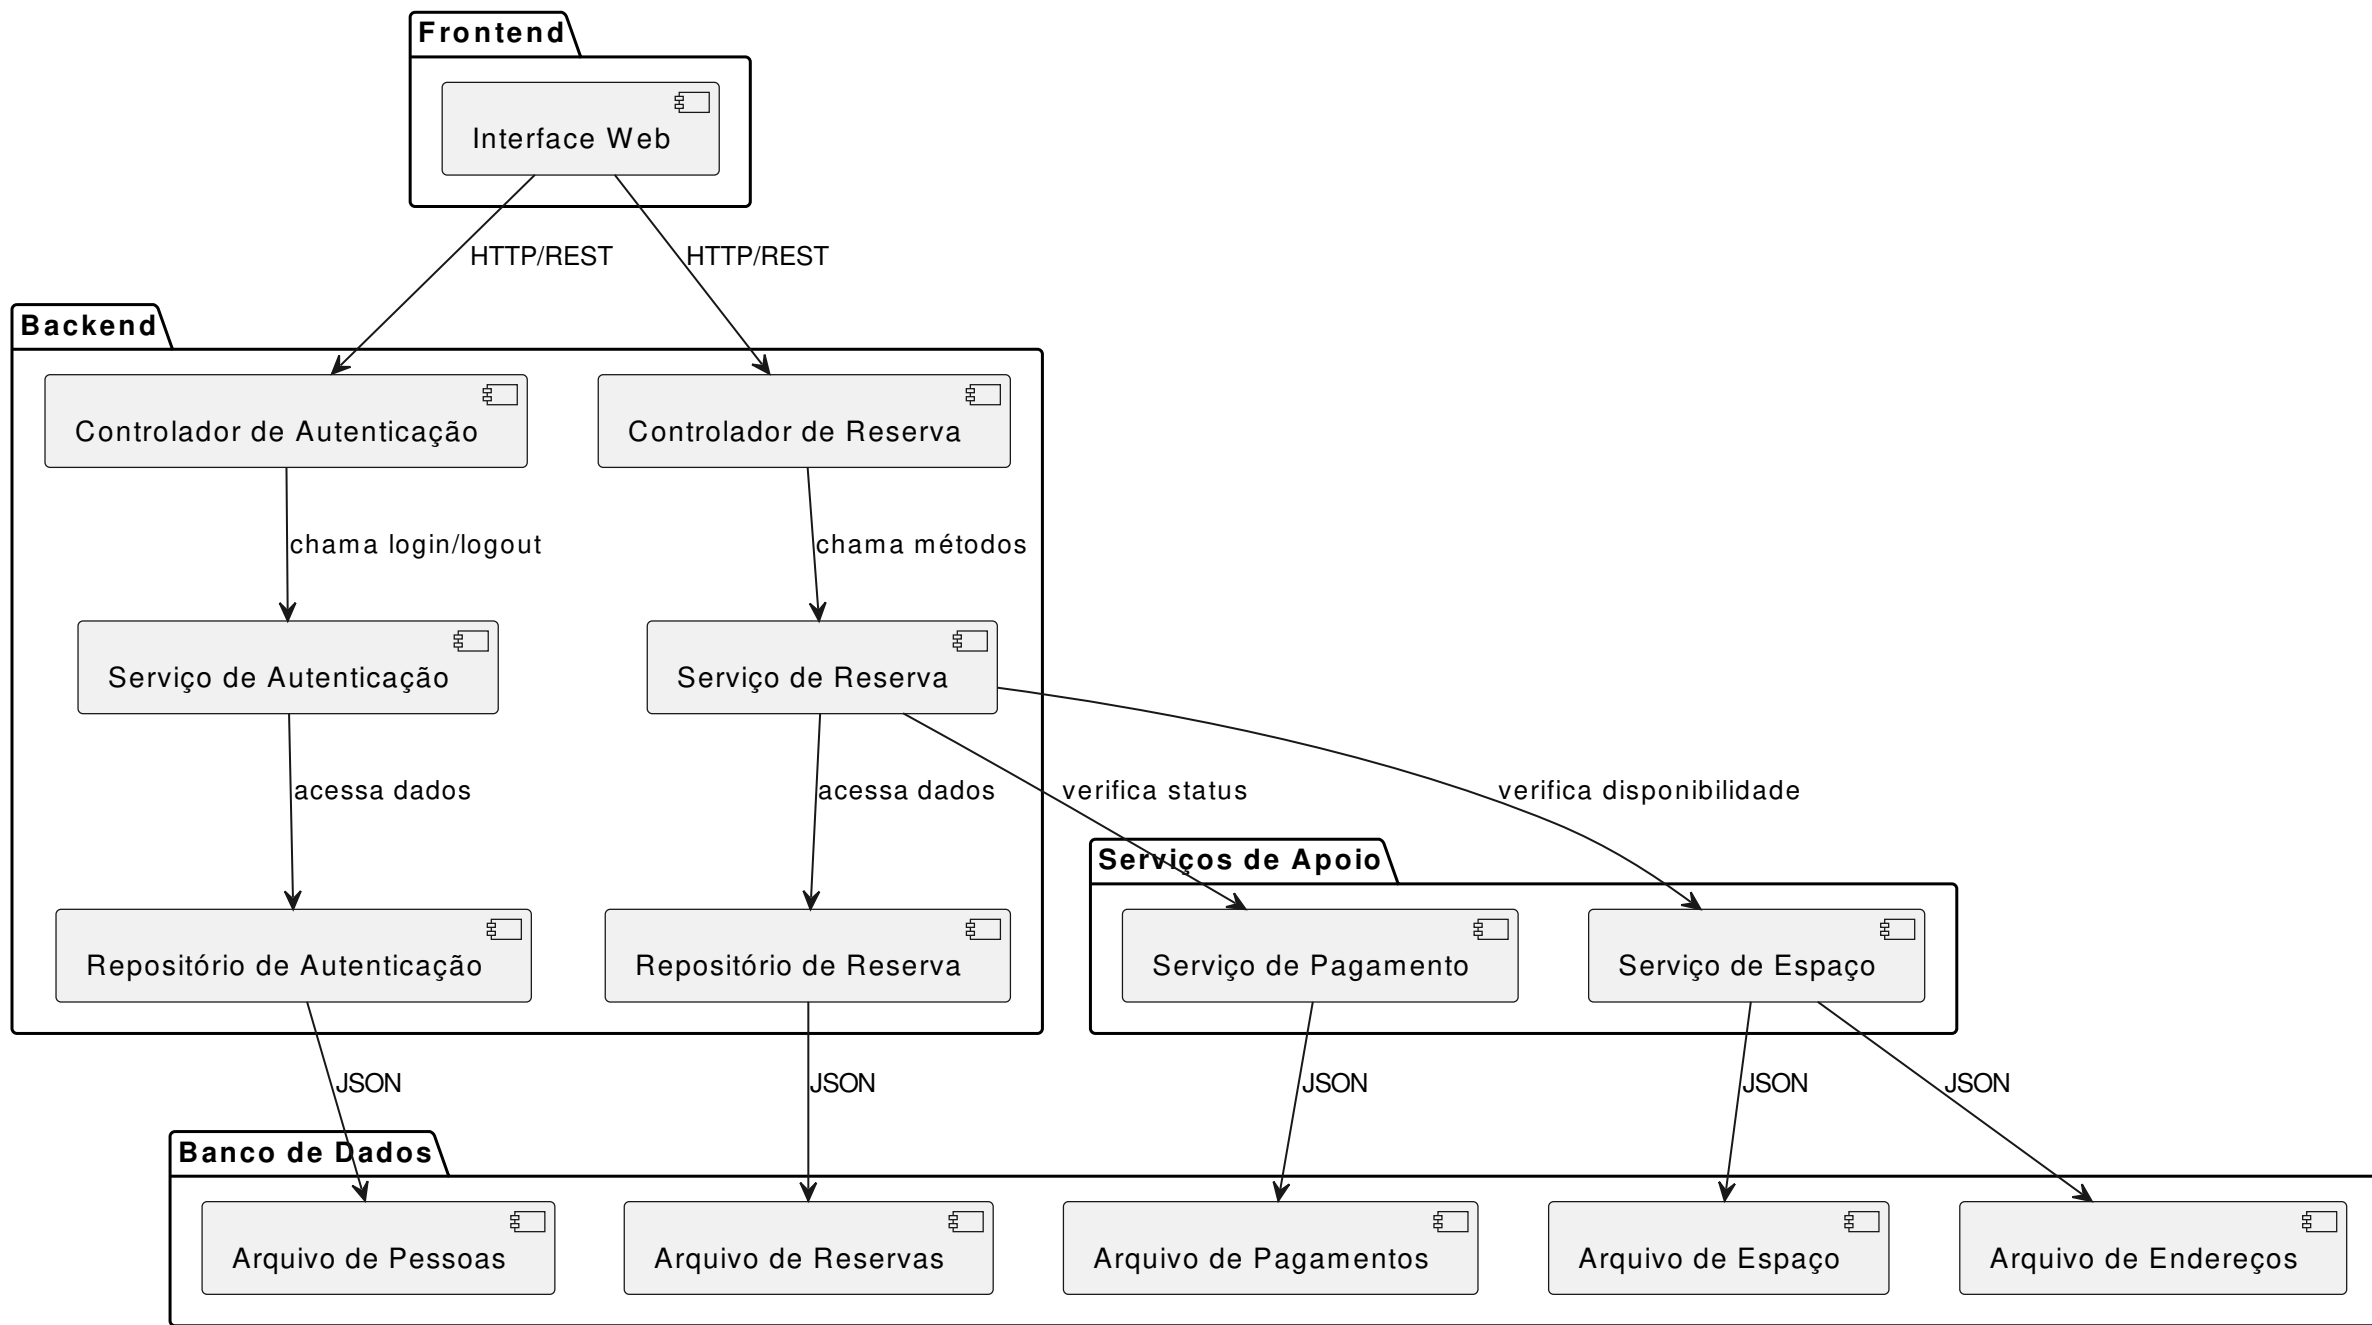 Frontend
Interface Web
HTTP/REST
HTTP/REST
Backend
Controlador de Autenticação
Controlador de Reserva
chama login/logout
chama métodos
Serviço de Autenticação
Serviço de Reserva
acessa dados
acessa dados
verifica status
verifica disponibilidade
Serviços de Apoio
Repositório de Autenticação
Repositório de Reserva
Serviço de Pagamento
Serviço de Espaço
JSON
JSON
JSON
JSON
JSON
Banco de Dados
Arquivo de Pessoas
Arquivo de Reservas
Arquivo de Pagamentos
Arquivo de Espaço
Arquivo de Endereços